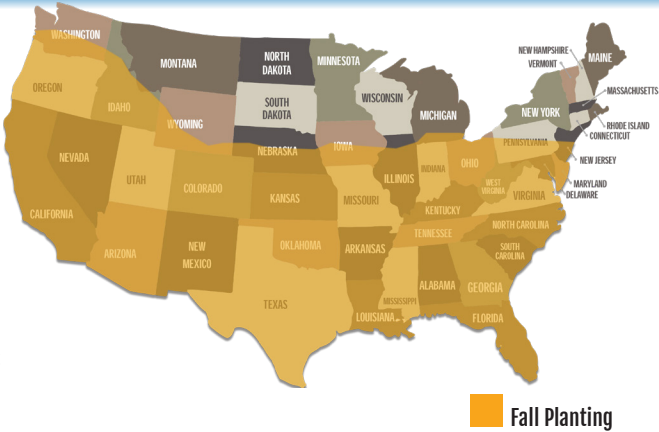 WASHINGTON
MONTANA
NORTH
DAKOTA
MINNESOTA
NEW HAMPSHIRE
VERMONT
MAINE
OREGON
IDAHO
WYOMING
SOUTH
DAKOTA
WISCONSIN
MICHIGAN
NEW YORK
MASSACHUSETTS
RHODE ISLAND
CONNECTICUT
NEVADA
UTAH
COLORADO
NEBRASKA
IOWA
ILLINOIS
INDIANA
OHIO
PENNSYLVANIA
NEW JERSEY
MARYLAND
DELAWARE
CALIFORNIA
KANSAS
MISSOURI
KENTUCKY
WEST
VIRGINIA
VIRGINIA
ARIZONA
NEW
MEXICO
OKLAHOMA
ARKANSAS
TENNESSEE
NORTH CAROLINA
SOUTH
CAROLINA
TEXAS
LOUISIANA
MISSISSIPPI
ALABAMA
GEORGIA
FLORIDA
Fall Planting